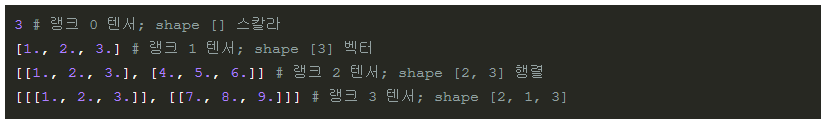 3 # 랭크 0 텐서; shape [] 스칼라
[1., 2., 3.] # 랭크 1 텐서; shape [3] 벡터
[[1., 2., 3.], [4., 5., 6.]] # 랭크 2 텐서; shape [2, 3] 행렬
[[[1., 2., 3.]], [[7., 8., 9.]]] # 랭크 3 텐서; shape [2, 1, 3]